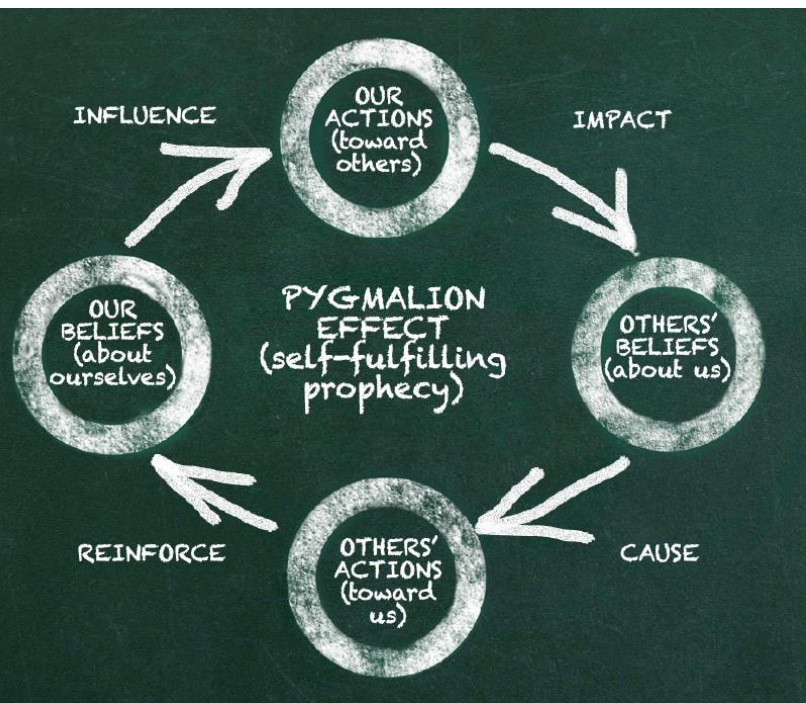 OUR
ACTIONS
(toward
others)
INFLUENCE
IMPACT
PYGMALION
EFFECT
(self-fulfilling
prophecy)
OUR
BELIEFS
(about
ourselves)
OTHERS'
BELIEFS
(about us)
OTHERS'
ACTIONS
(toward
us)
REINFORCE
CAUSE